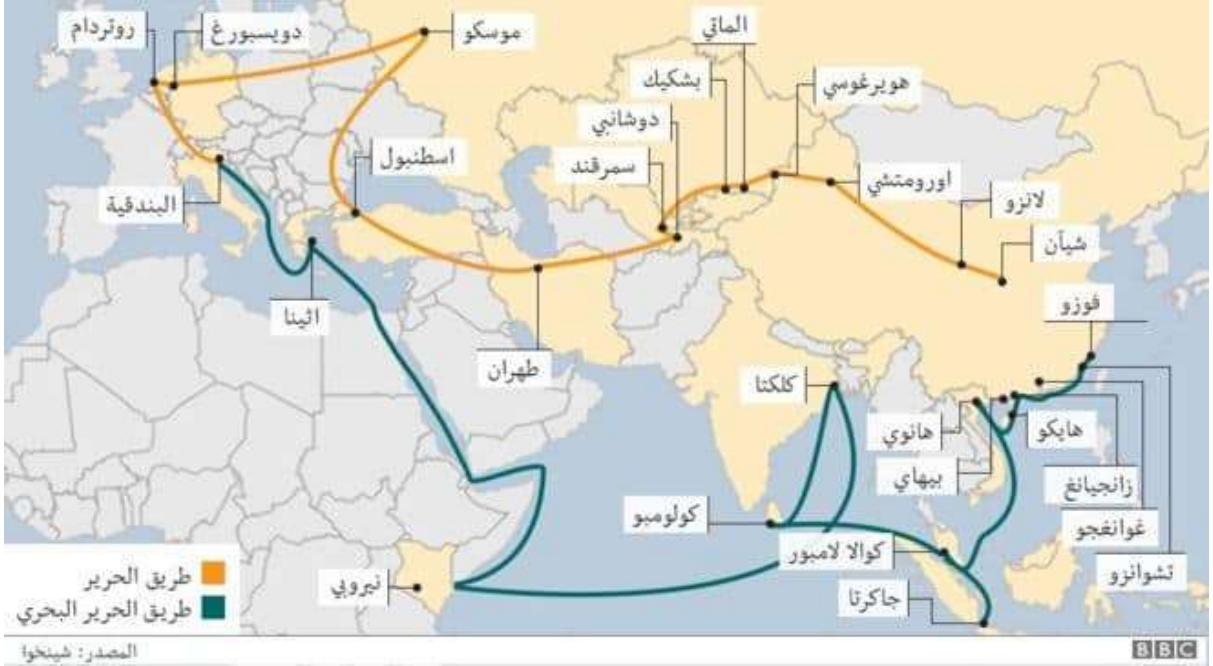 روتردام
دويسبورغ
موسكو
الماتي
بشكيك
هويرغوسي
دوشانبي
سمرقند
اسطنبول
البندقية
اورومتشي
لانزو
شيآن
اثينا
طهران
فوزو
كلكتا
هانوي
هايكو
بيهاي
زانجيانغ
كولومبو
غوانغجو
كوالا لامبور
تشوانزو
نيروبي
جاكرتا
طريق الحرير
طريق الحرير البحري
المصدر: شينخوا
BBC